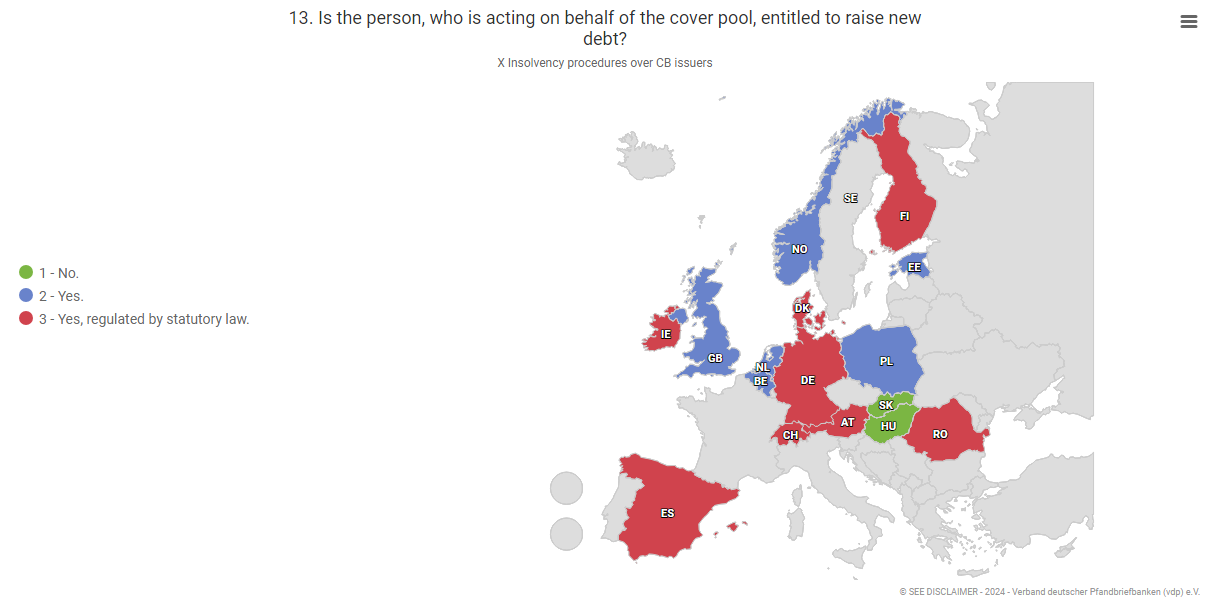 13. Is the person, who is acting on behalf of the cover pool, entitled to raise new
debt?
X Insolvency procedures over CB issuers
1 - No.
2 - Yes.
3 - Yes, regulated by statutory law.
SE
FI
NO
EE
DK
IE
GB
NL
BE
DE
PL
SK
HU
AT
CH
RO
ES
© SEE DISCLAIMER - 2024 - Verband deutscher Pfandbriefbanken (vdp) e.V.